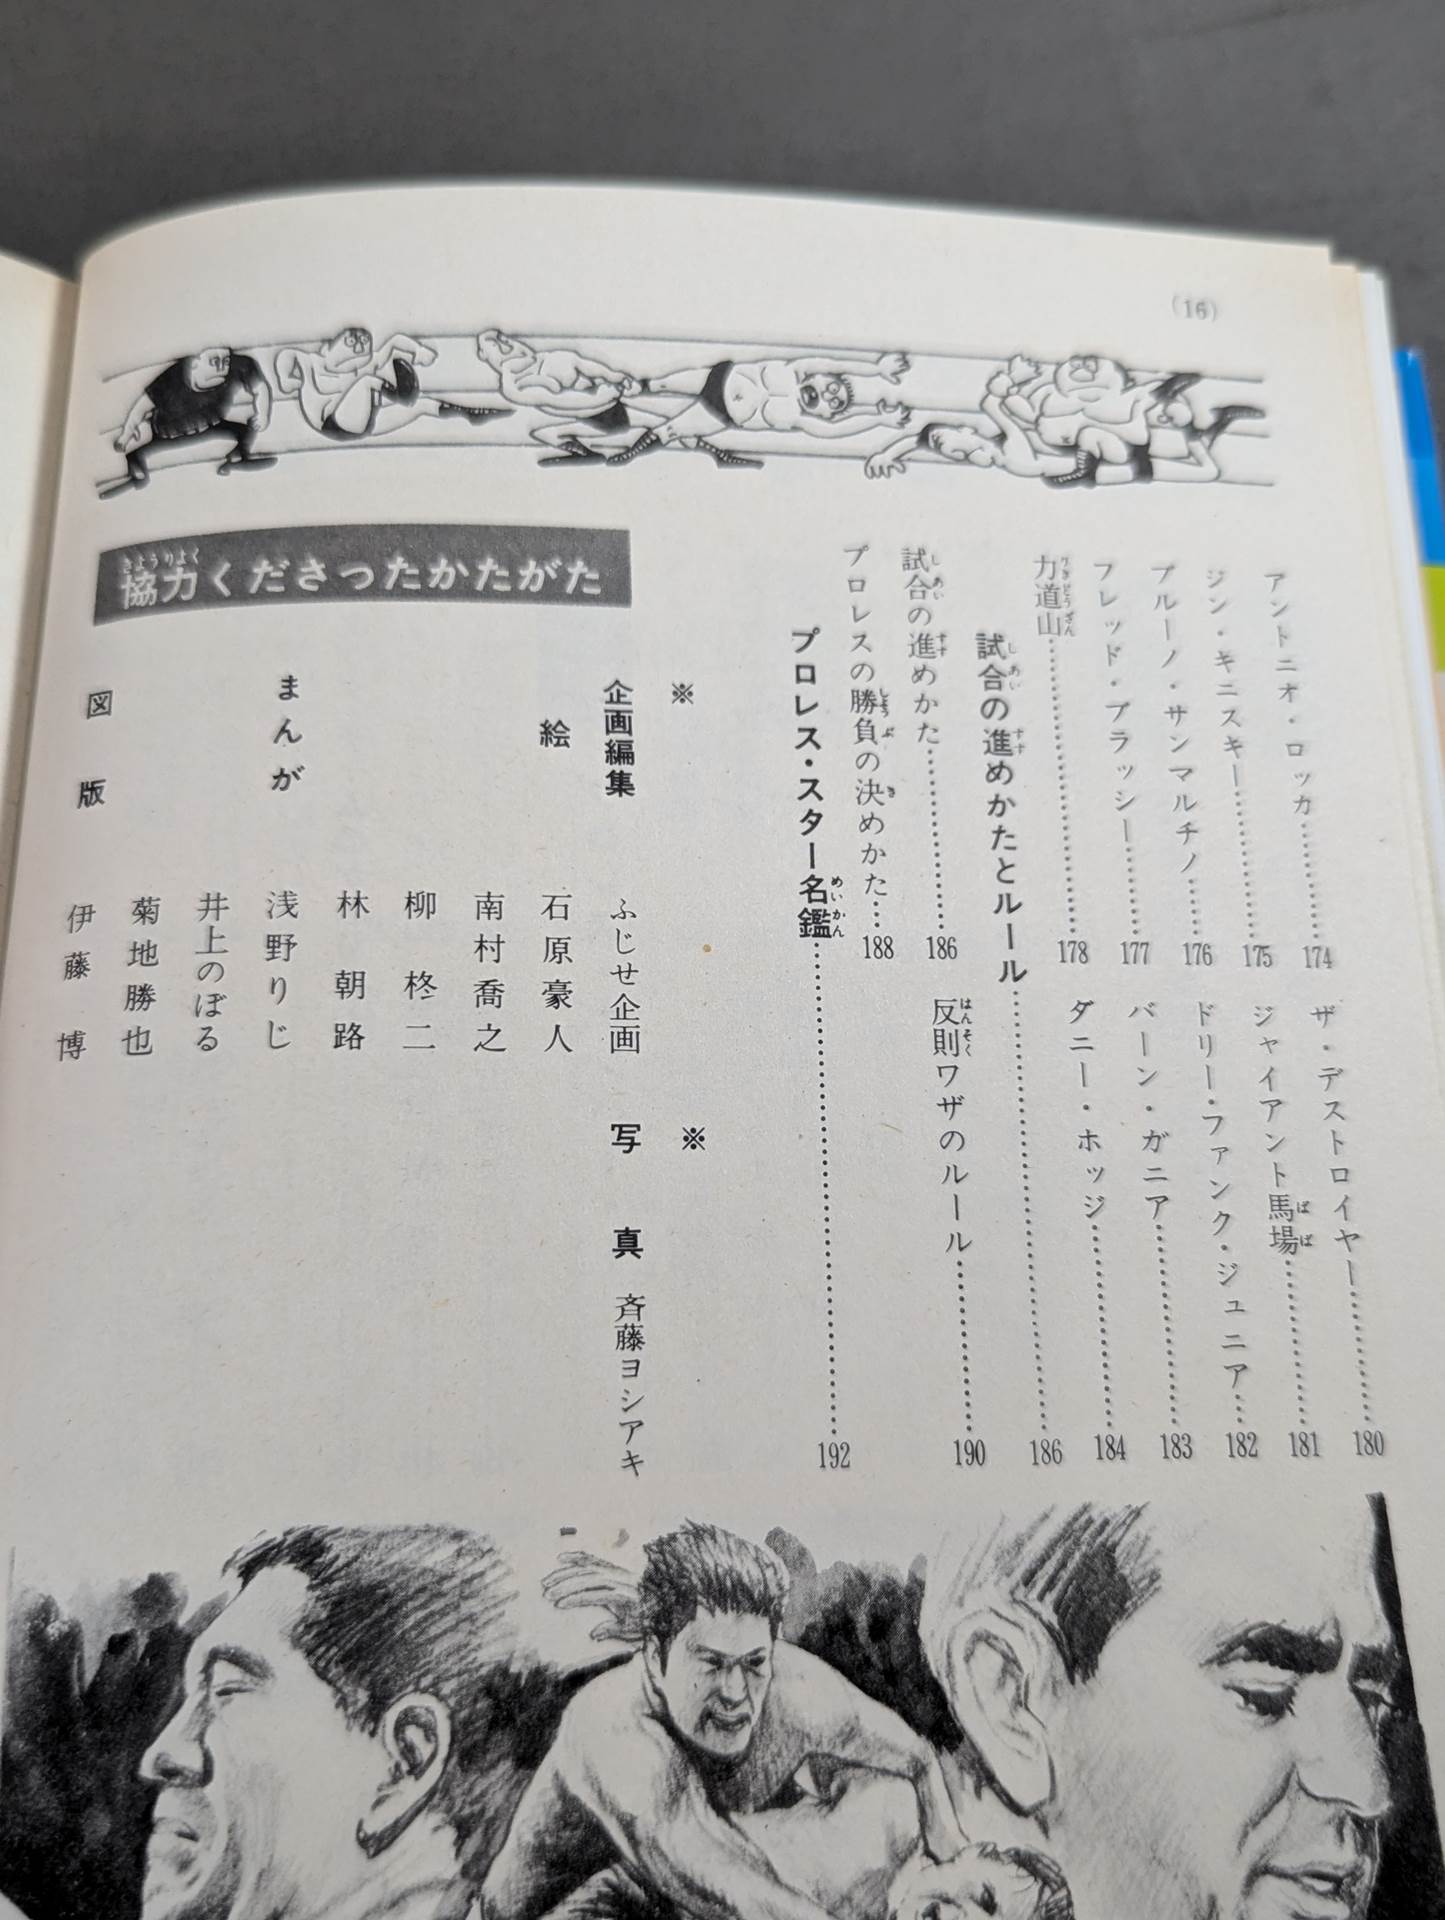 (16)
アントニオ・ロッカ……174
ジン・キニスキー……175
ブルーノ・サンマルチノ……176
フレッド・ブラッシー……177
力道山……178
ザ・デストロイヤー……180
ジャイアント馬場……181
ドリー・ファンク・ジュニア……182
バーン・ガニア……183
ダニー・ホッジ……184
試合の進めかたとルール……186
試合の進めかた……186
プロレスの勝負の決めかた……188
反則ワザのルール……190
プロレス・スター名鑑……192
協力くださったかたがた
※
企画編集 ふじせ企画
絵 石原豪人
南村喬之
柳柊二
林朝路
まんが 浅野りじ
井上のぼる
菊地勝也
図版 伊藤博
※
写真 斉藤ヨシアキ